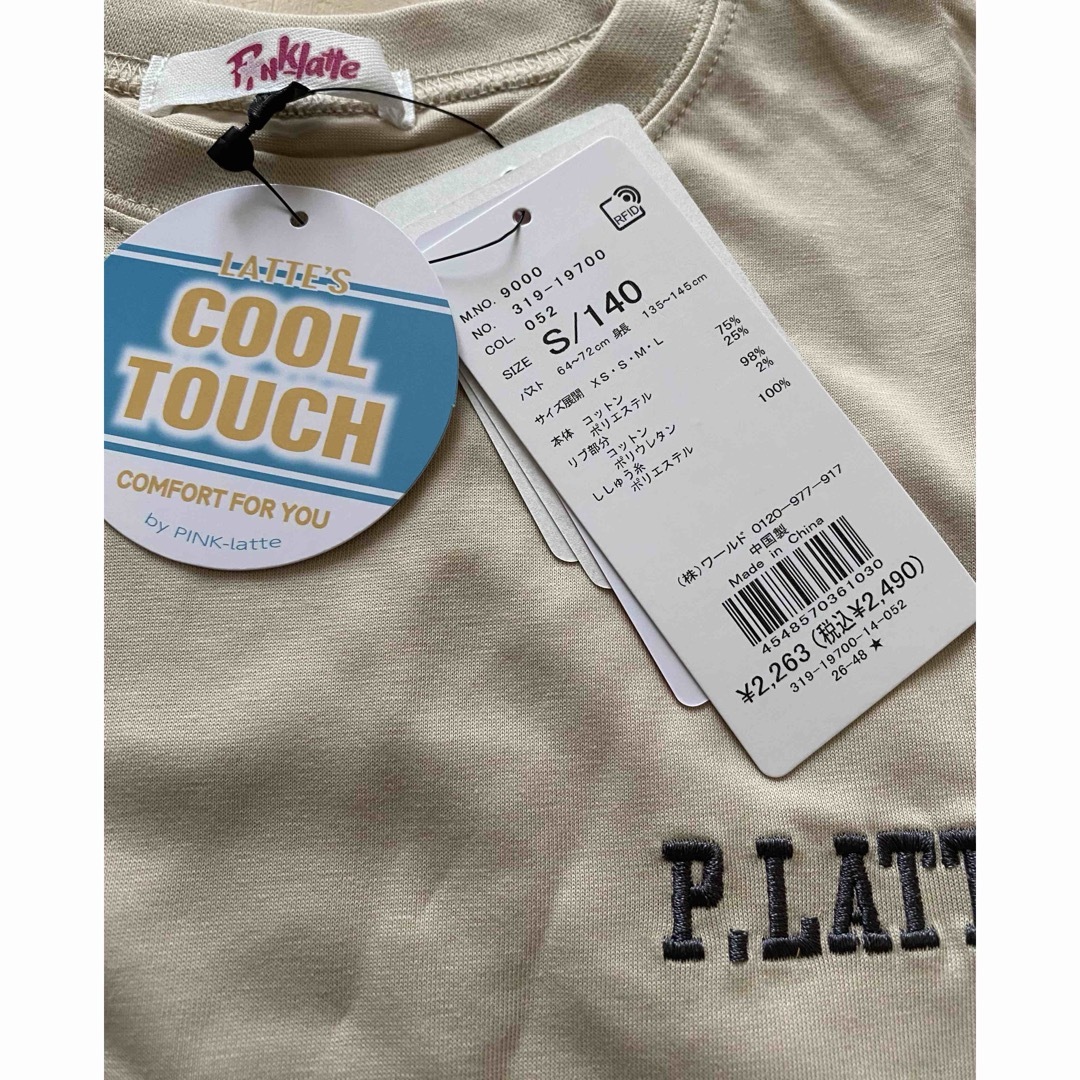 PINK-latte
LATTE'S
COOL
TOUCH
COMFORT FOR YOU
by PINK-latte
RFID
M.NO. 9000
NO. 319-19700
COL. 052
SIZE S/140
バスト 64~72cm 身長 135~145cm
サイズ展開 XS・S・M・L
本体 コットン 75%
ポリエステル 25%
リブ部分
コットン 98%
ポリウレタン 2%
ししゅう糸
ポリエステル 100%
(株)ワールド 0120-977-917
中国製
Made in China
4548570361030
¥2,263 (税込¥2,490)
319-19700-14-052
26-48 ★
P.LATT